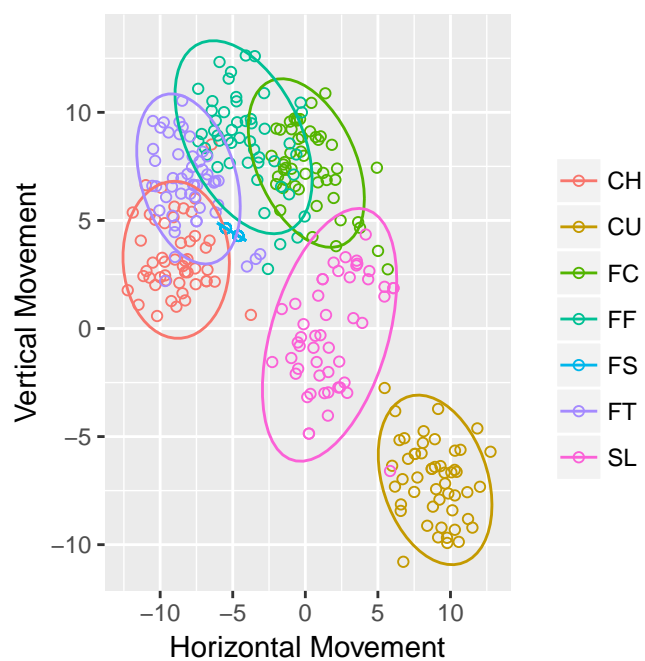 10
5
0
−5
−10
−10
−5
0
5
10
Vertical Movement
Horizontal Movement
CH
CU
FC
FF
FS
FT
SL